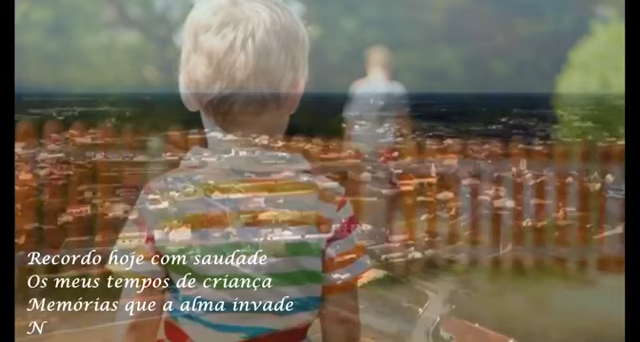 Recordo hoje com saudade
Os meus tempos de criança
Memórias que a alma invade
N